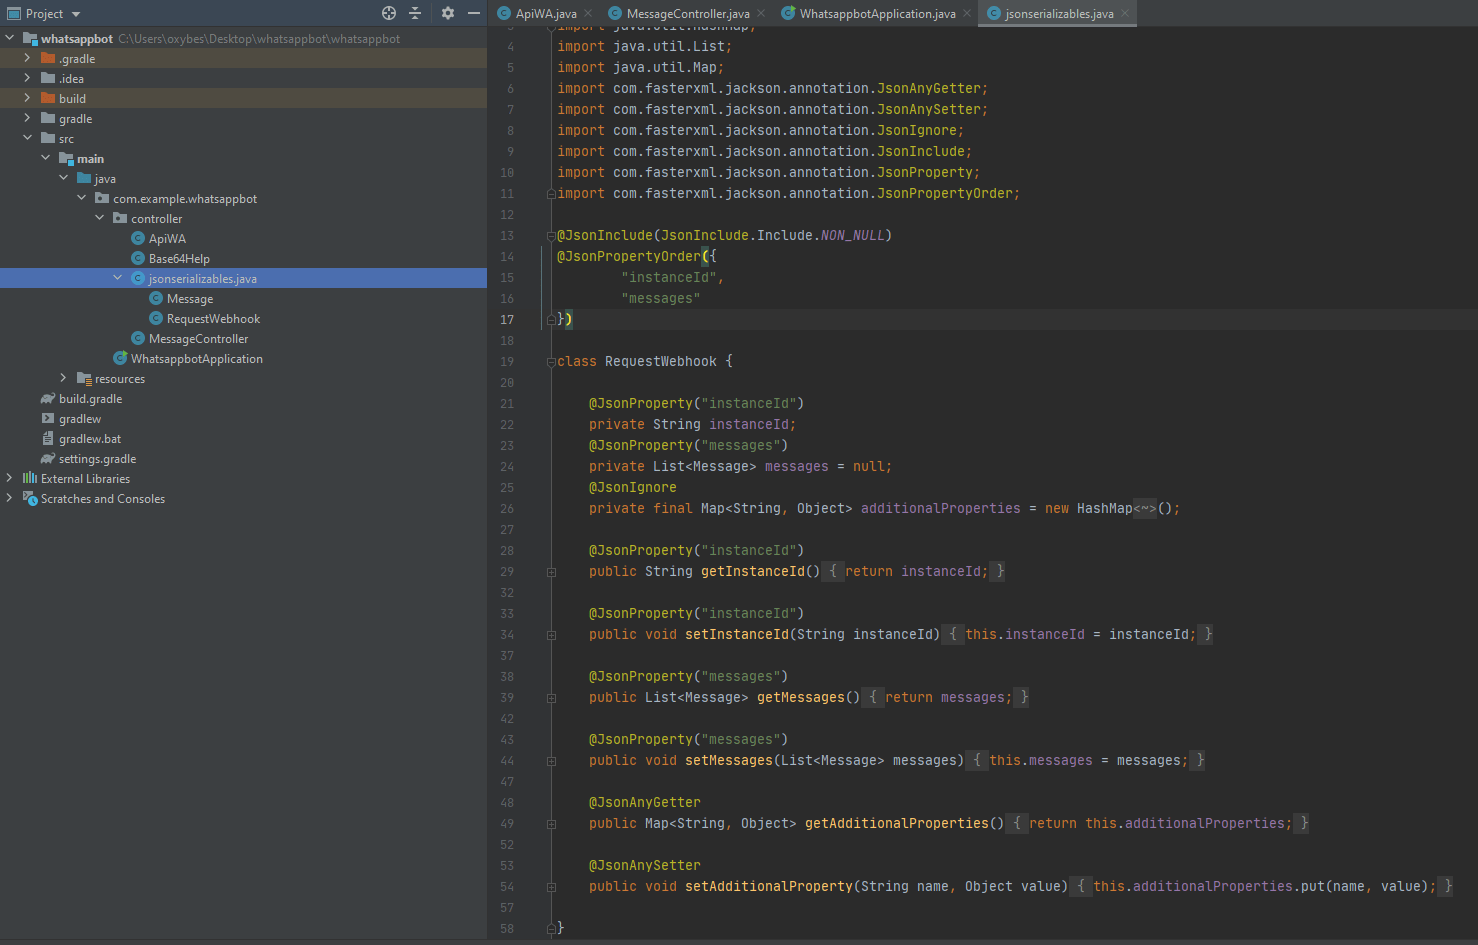 Project
whatsappbot C:\Users\oxybes\Desktop\whatsappbot\whatsappbot
.gradle
.idea
build
gradle
src
main
java
com.example.whatsappbot
controller
ApiWA
Base64Help
jsonserializables.java
Message
RequestWebhook
MessageController
WhatsappbotApplication
resources
build.gradle
gradlew
gradlew.bat
settings.gradle
External Libraries
Scratches and Consoles
ApiWA.java
MessageController.java
WhatsappbotApplication.java
jsonserializables.java
3 import java.util.HashMap;
4 import java.util.List;
5 import java.util.Map;
6 import com.fasterxml.jackson.annotation.JsonAnyGetter;
7 import com.fasterxml.jackson.annotation.JsonAnySetter;
8 import com.fasterxml.jackson.annotation.JsonIgnore;
9 import com.fasterxml.jackson.annotation.JsonInclude;
10 import com.fasterxml.jackson.annotation.JsonProperty;
11 import com.fasterxml.jackson.annotation.JsonPropertyOrder;
12
13 @JsonInclude(JsonInclude.Include.NON_NULL)
14 @JsonPropertyOrder({
15 "instanceId",
16 "messages"
17 })
18
19 class RequestWebhook {
20
21 @JsonProperty("instanceId")
22 private String instanceId;
23 @JsonProperty("messages")
24 private List<Message> messages = null;
25 @JsonIgnore
26 private final Map<String, Object> additionalProperties = new HashMap<~>();
27
28 @JsonProperty("instanceId")
29 public String getInstanceId() { return instanceId; }
32
33 @JsonProperty("instanceId")
34 public void setInstanceId(String instanceId) { this.instanceId = instanceId; }
37
38 @JsonProperty("messages")
39 public List<Message> getMessages() { return messages; }
42
43 @JsonProperty("messages")
44 public void setMessages(List<Message> messages) { this.messages = messages; }
47
48 @JsonAnyGetter
49 public Map<String, Object> getAdditionalProperties() { return this.additionalProperties; }
52
53 @JsonAnySetter
54 public void setAdditionalProperty(String name, Object value) { this.additionalProperties.put(name, value); }
57
58 }